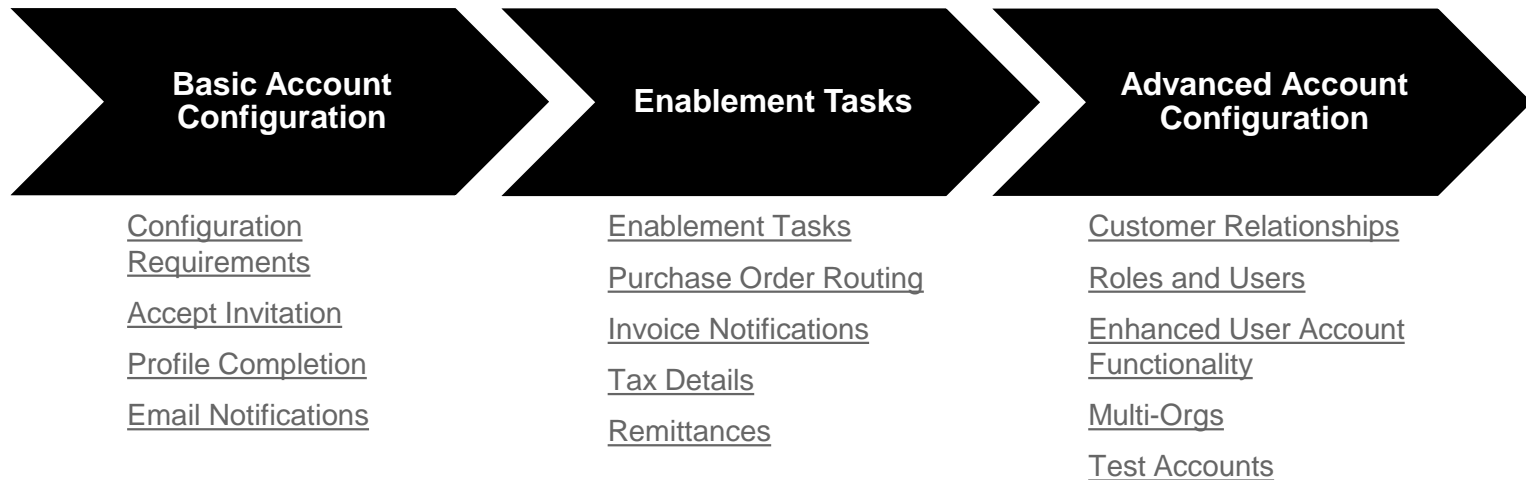 Basic Account
Configuration
Enablement Tasks
Advanced Account
Configuration
Configuration
Requirements
Accept Invitation
Profile Completion
Email Notifications
Enablement Tasks
Purchase Order Routing
Invoice Notifications
Tax Details
Remittances
Customer Relationships
Roles and Users
Enhanced User Account
Functionality
Multi-Orgs
Test Accounts